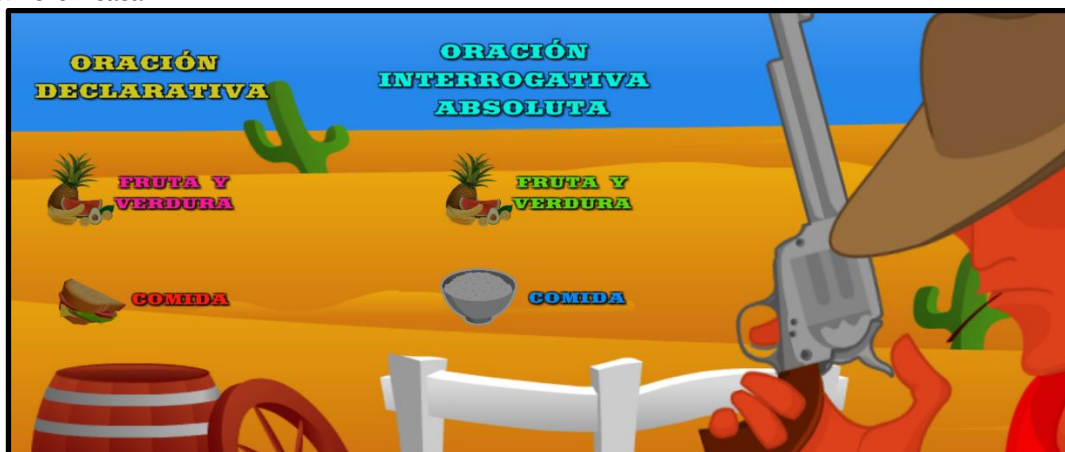 ORACIÓN
DECLARATIVA
ORACIÓN
INTERROGATIVA
ABSOLUTA
FRUTA Y
VERDURA
FRUTA Y
VERDURA
COMIDA
COMIDA